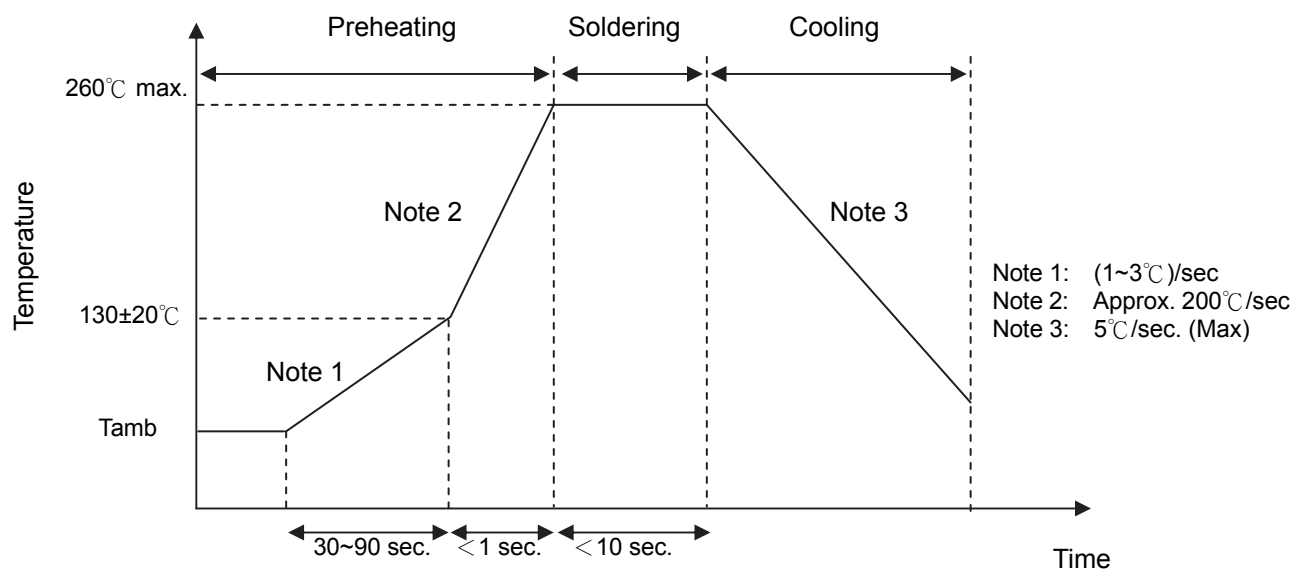 Preheating Soldering Cooling
260℃ max.
Note 2 Note 3
Temperature
130±20℃
Note 1
Tamb
Note 1: (1~3℃)/sec
Note 2: Approx. 200℃/sec
Note 3: 5℃/sec. (Max)
30~90 sec. ＜1 sec. ＜10 sec.
Time